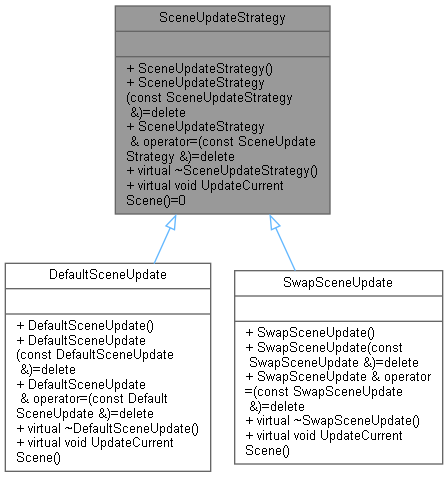 SceneUpdateStrategy
+ SceneUpdateStrategy()
+ SceneUpdateStrategy
(const SceneUpdateStrategy
&)=delete
+ SceneUpdateStrategy
& operator=(const SceneUpdate
Strategy &)=delete
+ virtual ~SceneUpdateStrategy()
+ virtual void UpdateCurrent
Scene()=0
DefaultSceneUpdate
+ DefaultSceneUpdate()
+ DefaultSceneUpdate
(const DefaultSceneUpdate
&)=delete
+ DefaultSceneUpdate
& operator=(const Default
SceneUpdate &)=delete
+ virtual ~DefaultSceneUpdate()
+ virtual void UpdateCurrent
Scene()
SwapSceneUpdate
+ SwapSceneUpdate()
+ SwapSceneUpdate(const
SwapSceneUpdate &)=delete
+ SwapSceneUpdate & operator
=(const SwapSceneUpdate
&)=delete
+ virtual ~SwapSceneUpdate()
+ virtual void UpdateCurrent
Scene()